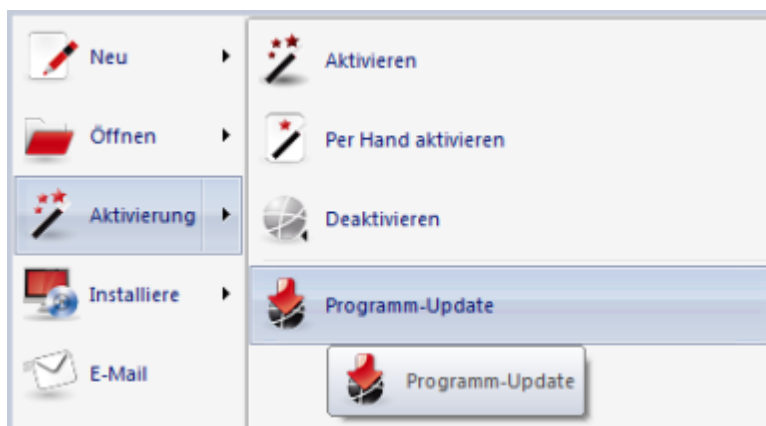 Neu
Öffnen
Aktivierung
Installiere
E-Mail
Aktivieren
Per Hand aktivieren
Deaktivieren
Programm-Update
Programm-Update